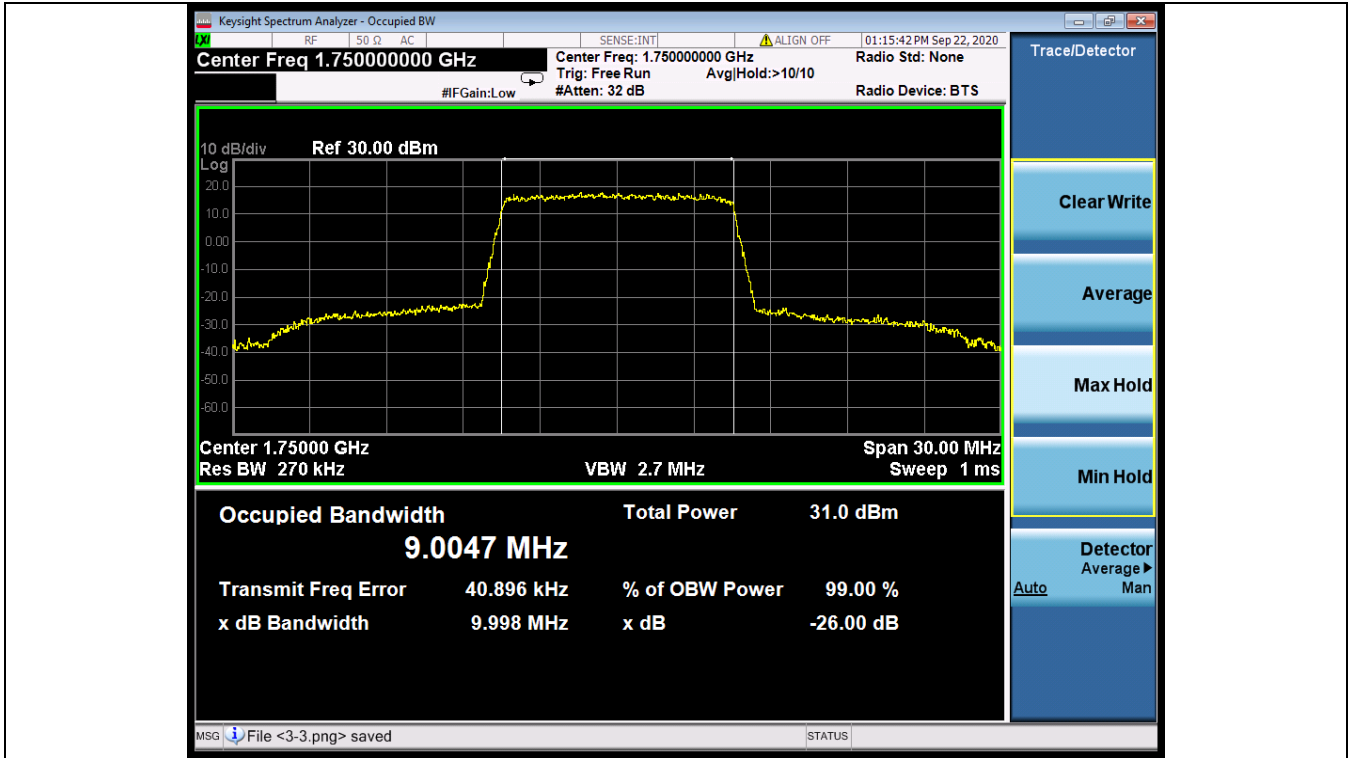 Keysight Spectrum Analyzer - Occupied BW
LXI RF 50 Ω AC SENSE:INT ALIGN OFF 01:15:42 PM Sep 22, 2020
Center Freq 1.750000000 GHz
Center Freq: 1.750000000 GHz Radio Std: None
Trig: Free Run Avg|Hold:>10/10
#IFGain:Low #Atten: 32 dB Radio Device: BTS
Trace/Detector
10 dB/div Ref 30.00 dBm
Log
20.0
10.0
0.00
-10.0
-20.0
-30.0
-40.0
-50.0
-60.0
Center 1.75000 GHz Span 30.00 MHz
Res BW 270 kHz VBW 2.7 MHz Sweep 1 ms
Occupied Bandwidth Total Power 31.0 dBm
9.0047 MHz
Transmit Freq Error 40.896 kHz % of OBW Power 99.00 %
x dB Bandwidth 9.998 MHz x dB -26.00 dB
Clear Write
Average
Max Hold
Min Hold
Detector
Average
Auto Man
MSG File <3-3.png> saved STATUS